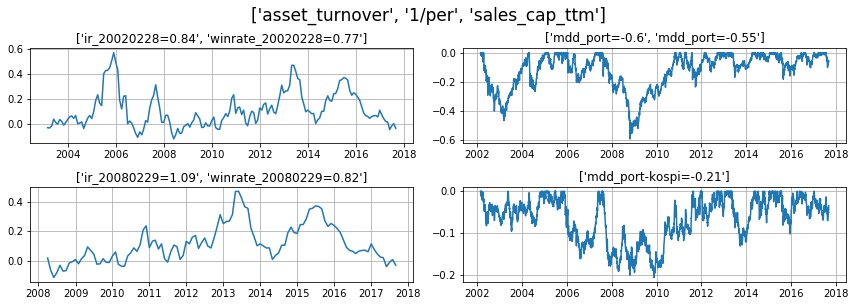 ['asset_turnover', '1/per', 'sales_cap_ttm']
['ir_20020228=0.84', 'winrate_20020228=0.77']
0.6
0.4
0.2
0.0
2004 2006 2008 2010 2012 2014 2016 2018
['mdd_port=-0.6', 'mdd_port=-0.55']
0.0
−0.2
−0.4
−0.6
2002 2004 2006 2008 2010 2012 2014 2016 2018
['ir_20080229=1.09', 'winrate_20080229=0.82']
0.4
0.2
0.0
2008 2009 2010 2011 2012 2013 2014 2015 2016 2017 2018
['mdd_port-kospi=-0.21']
0.0
−0.1
−0.2
2002 2004 2006 2008 2010 2012 2014 2016 2018